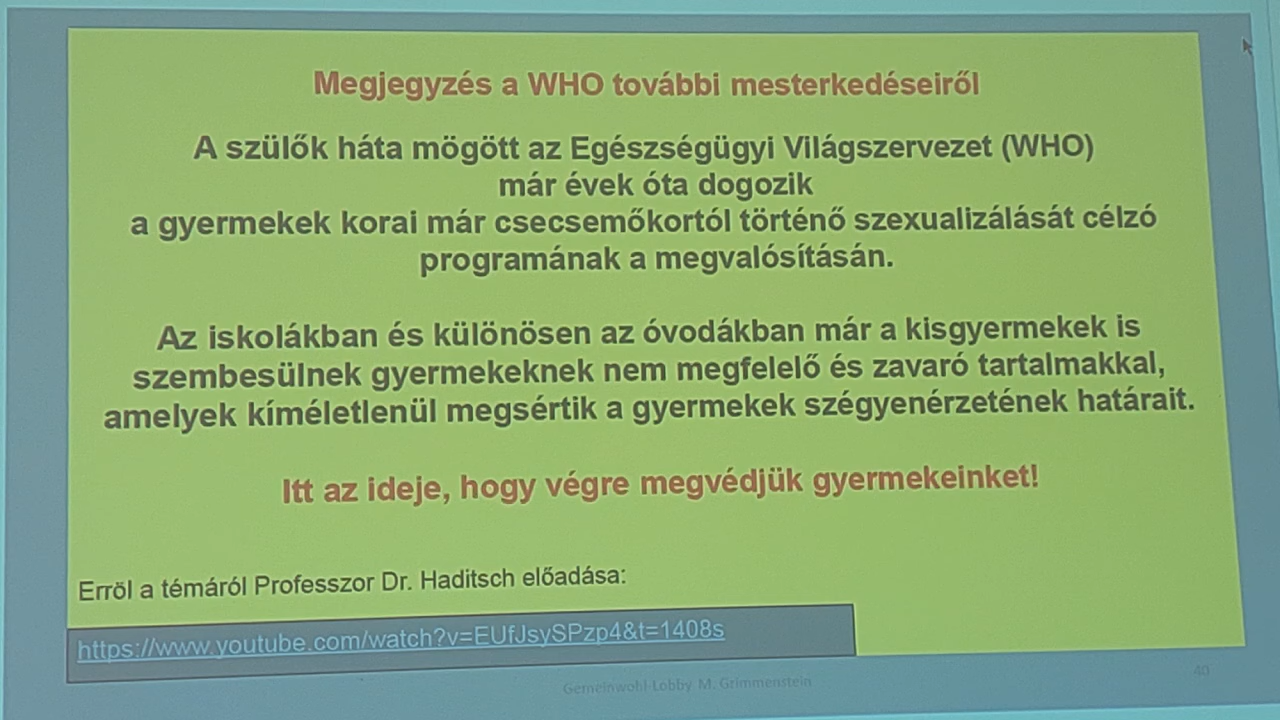 Megjegyzés a WHO további mesterkedéseiről
A szülők háta mögött az Egészségügyi Világszervezet (WHO)
már évek óta dogozik
a gyermekek korai már csecsemőkortól történő szexualizálását célzó
programának a megvalósításán.
Az iskolákban és különösen az óvodákban már a kisgyermekek is
szembesülnek gyermekeknek nem megfelelő és zavaró tartalmakkal,
amelyek kíméletlenül megsértik a gyermekek szégyenérzetének határait.
Itt az ideje, hogy végre megvédjük gyermekeinket!
Erröl a témáról Professzor Dr. Haditsch előadása:
https://www.youtube.com/watch?v=EUfJsySPzp4&t=1408s
Gemeinwohl-Lobby M. Grimmenstein
40